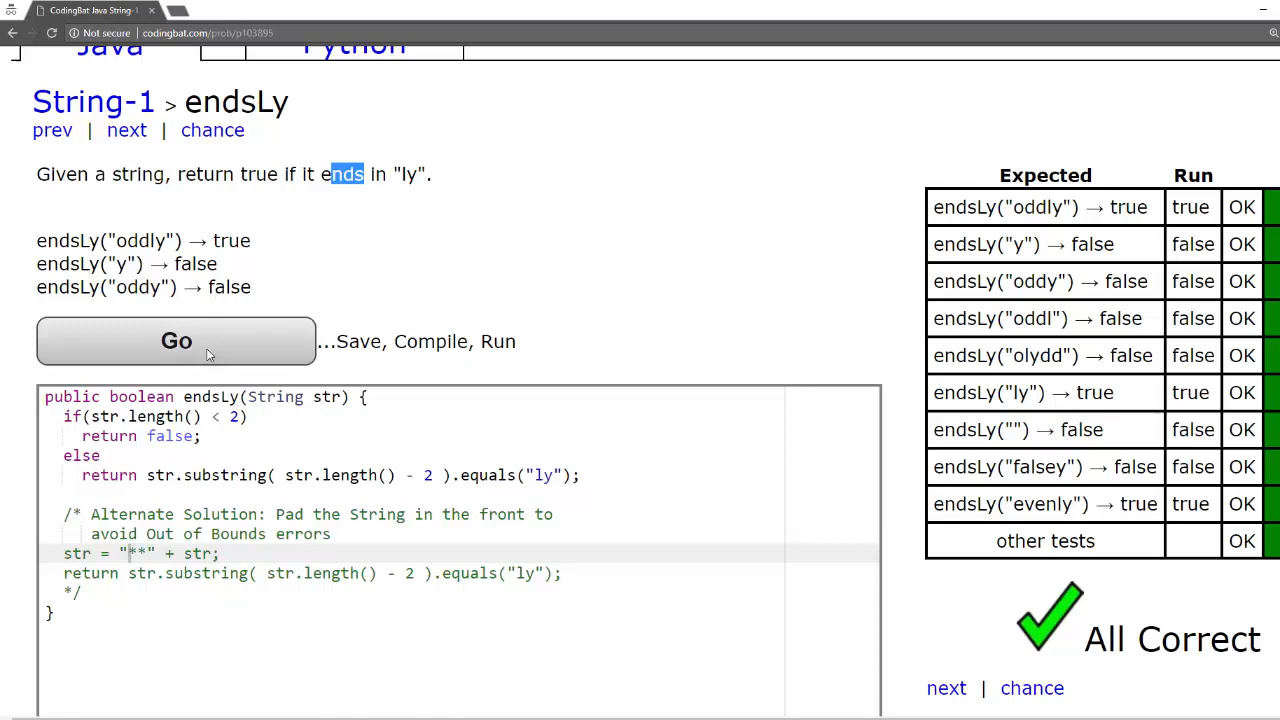 CodingBat Java String-1
Not secure | codingbat.com/prob/p103895
Java
Python
String-1 > endsLy
prev | next | chance
Given a string, return true if it ends in "ly".
endsLy("oddly") → true
endsLy("y") → false
endsLy("oddy") → false
Go
...Save, Compile, Run
public boolean endsLy(String str) {
if(str.length() < 2)
return false;
else
return str.substring( str.length() - 2 ).equals("ly");
/* Alternate Solution: Pad the String in the front to
avoid Out of Bounds errors
str = "**" + str;
return str.substring( str.length() - 2 ).equals("ly");
*/
}
Expected Run
endsLy("oddly") → true true OK
endsLy("y") → false false OK
endsLy("oddy") → false false OK
endsLy("oddl") → false false OK
endsLy("olydd") → false false OK
endsLy("ly") → true true OK
endsLy("") → false false OK
endsLy("falsey") → false false OK
endsLy("evenly") → true true OK
other tests OK
All Correct
next | chance